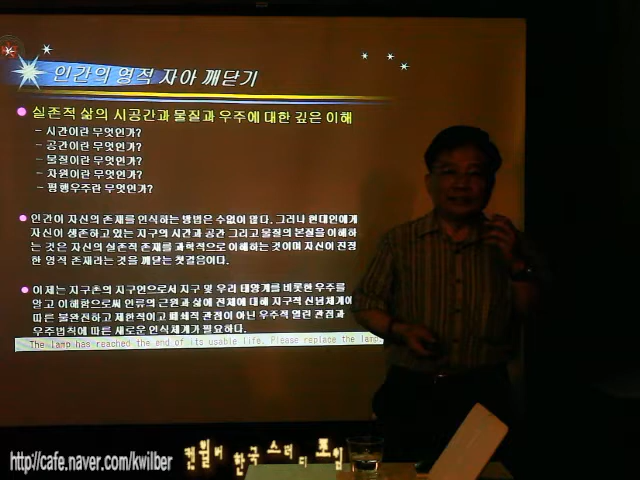 인간의 영적 자아 깨닫기
실존적 삶의 시공간과 물질과 우주에 대한 깊은 이해
- 시간이란 무엇인가?
- 공간이란 무엇인가?
- 물질이란 무엇인가?
- 차원이란 무엇인가?
- 평행우주란 무엇인가?
인간이 자신의 존재를 인식하는 방법은 수없이 많다. 그러나 현대인에게
자신이 생존하고 있는 지구의 시간과 공간 그리고 물질의 본질을 이해하
는 것은 자신의 실존적 존재를 과학적으로 이해하는 것이며 자신이 진정
한 영적 존재라는 것을 깨닫는 첫걸음이다.
이제는 지구촌의 지구인으로서 지구 및 우리 태양계를 비롯한 우주를
알고 이해함으로써 인류의 근원과 삶에 전체에 대해 지구적 신념체계에
따른 불완전하고 제한적이고 폐쇄적 관점이 아닌 우주적 열린 관점과
우주법칙에 따른 새로운 인식체계가 필요하다.
The lamp has reached the end of its usable life. Please replace the lamp.
켄윌버 한국 스터디 조임
http://cafe.naver.com/kwilber